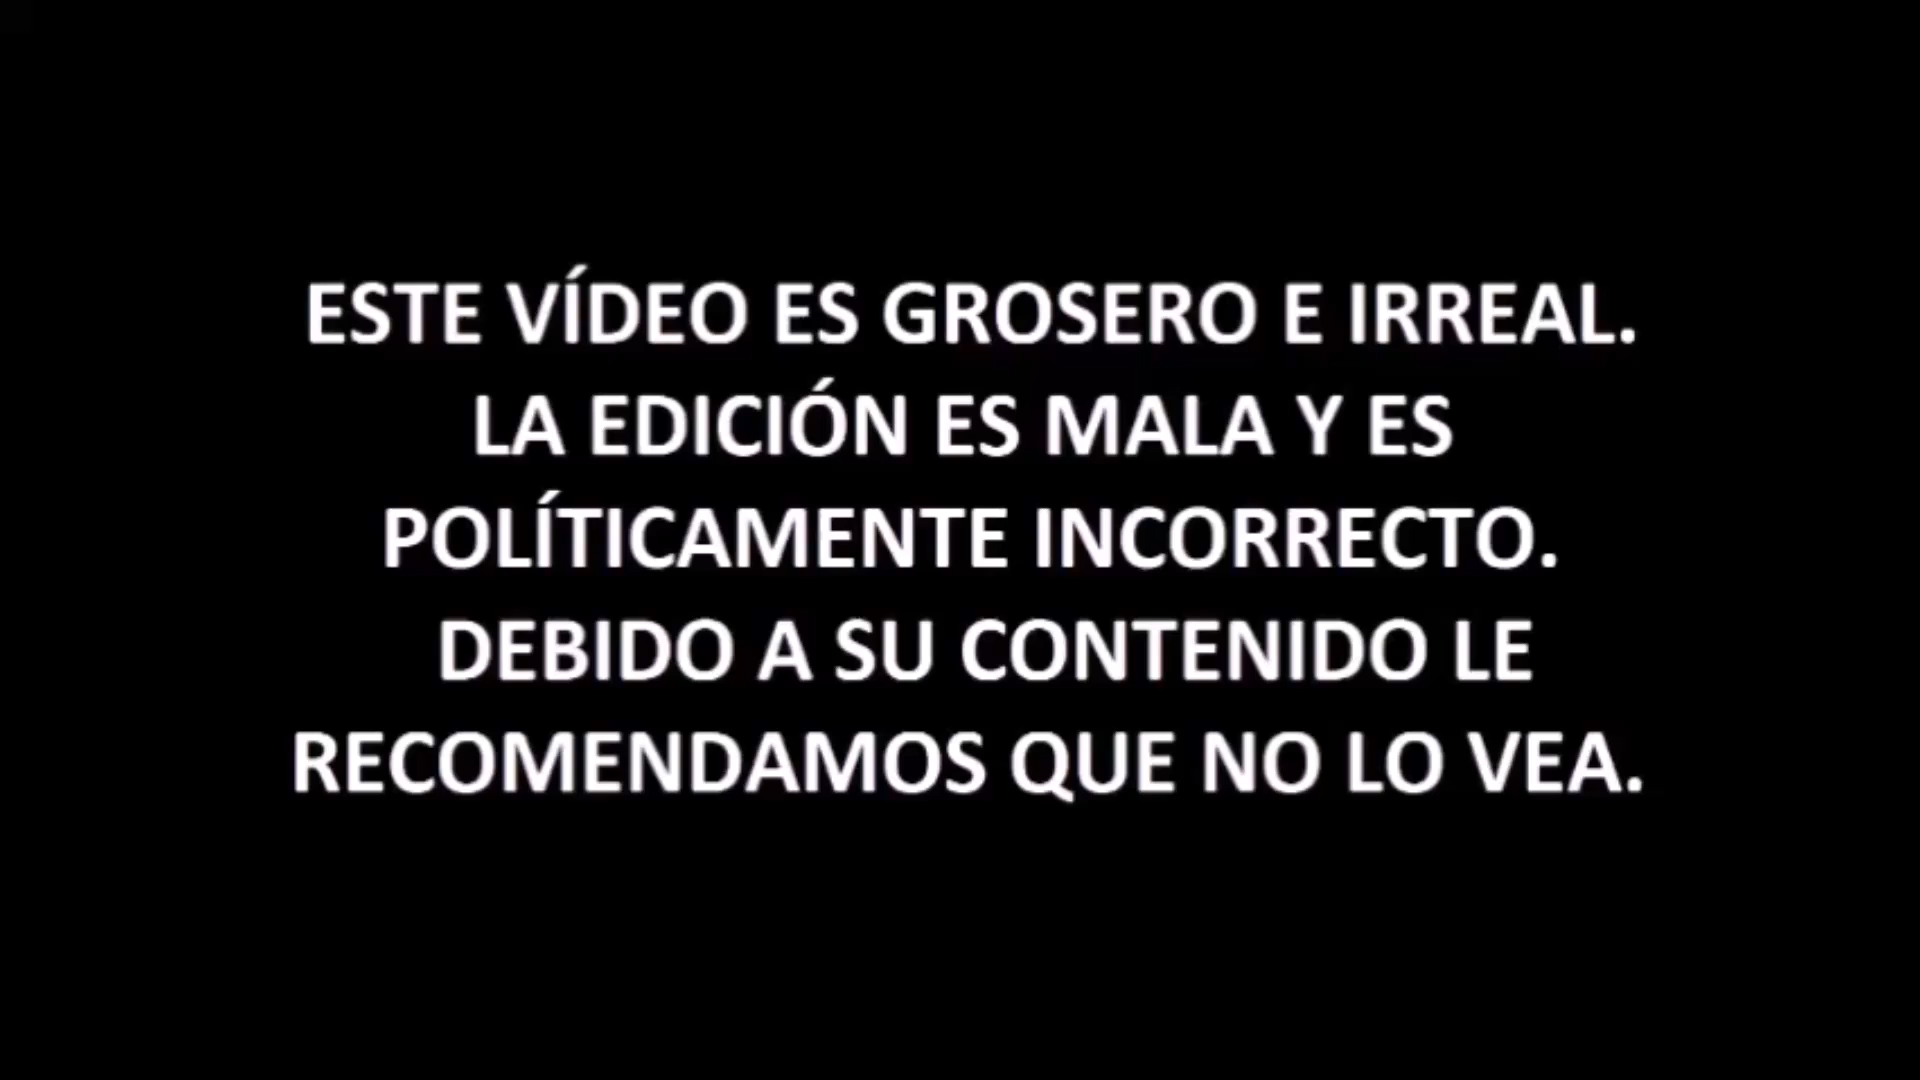 ESTE VÍDEO ES GROSERO E IRREAL.
LA EDICIÓN ES MALA Y ES
POLÍTICAMENTE INCORRECTO.
DEBIDO A SU CONTENIDO LE
RECOMENDAMOS QUE NO LO VEA.